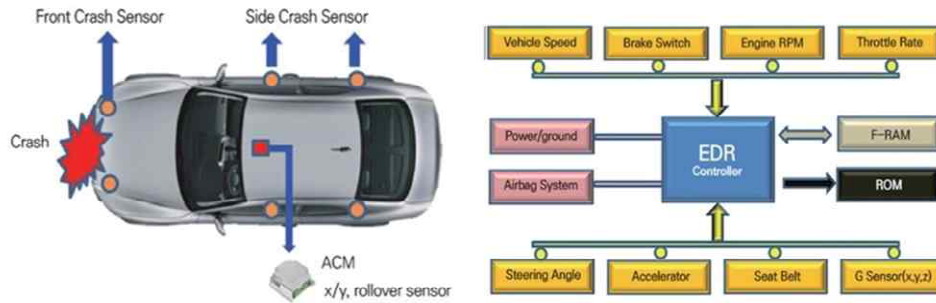 Front Crash Sensor
Side Crash Sensor
Crash
ACM
x/y, rollover sensor
Vehicle Speed
Brake Switch
Engine RPM
Throttle Rate
Power/ground
EDR
Controller
F-RAM
Airbag System
ROM
Steering Angle
Accelerator
Seat Belt
G Sensor(x,y,z)